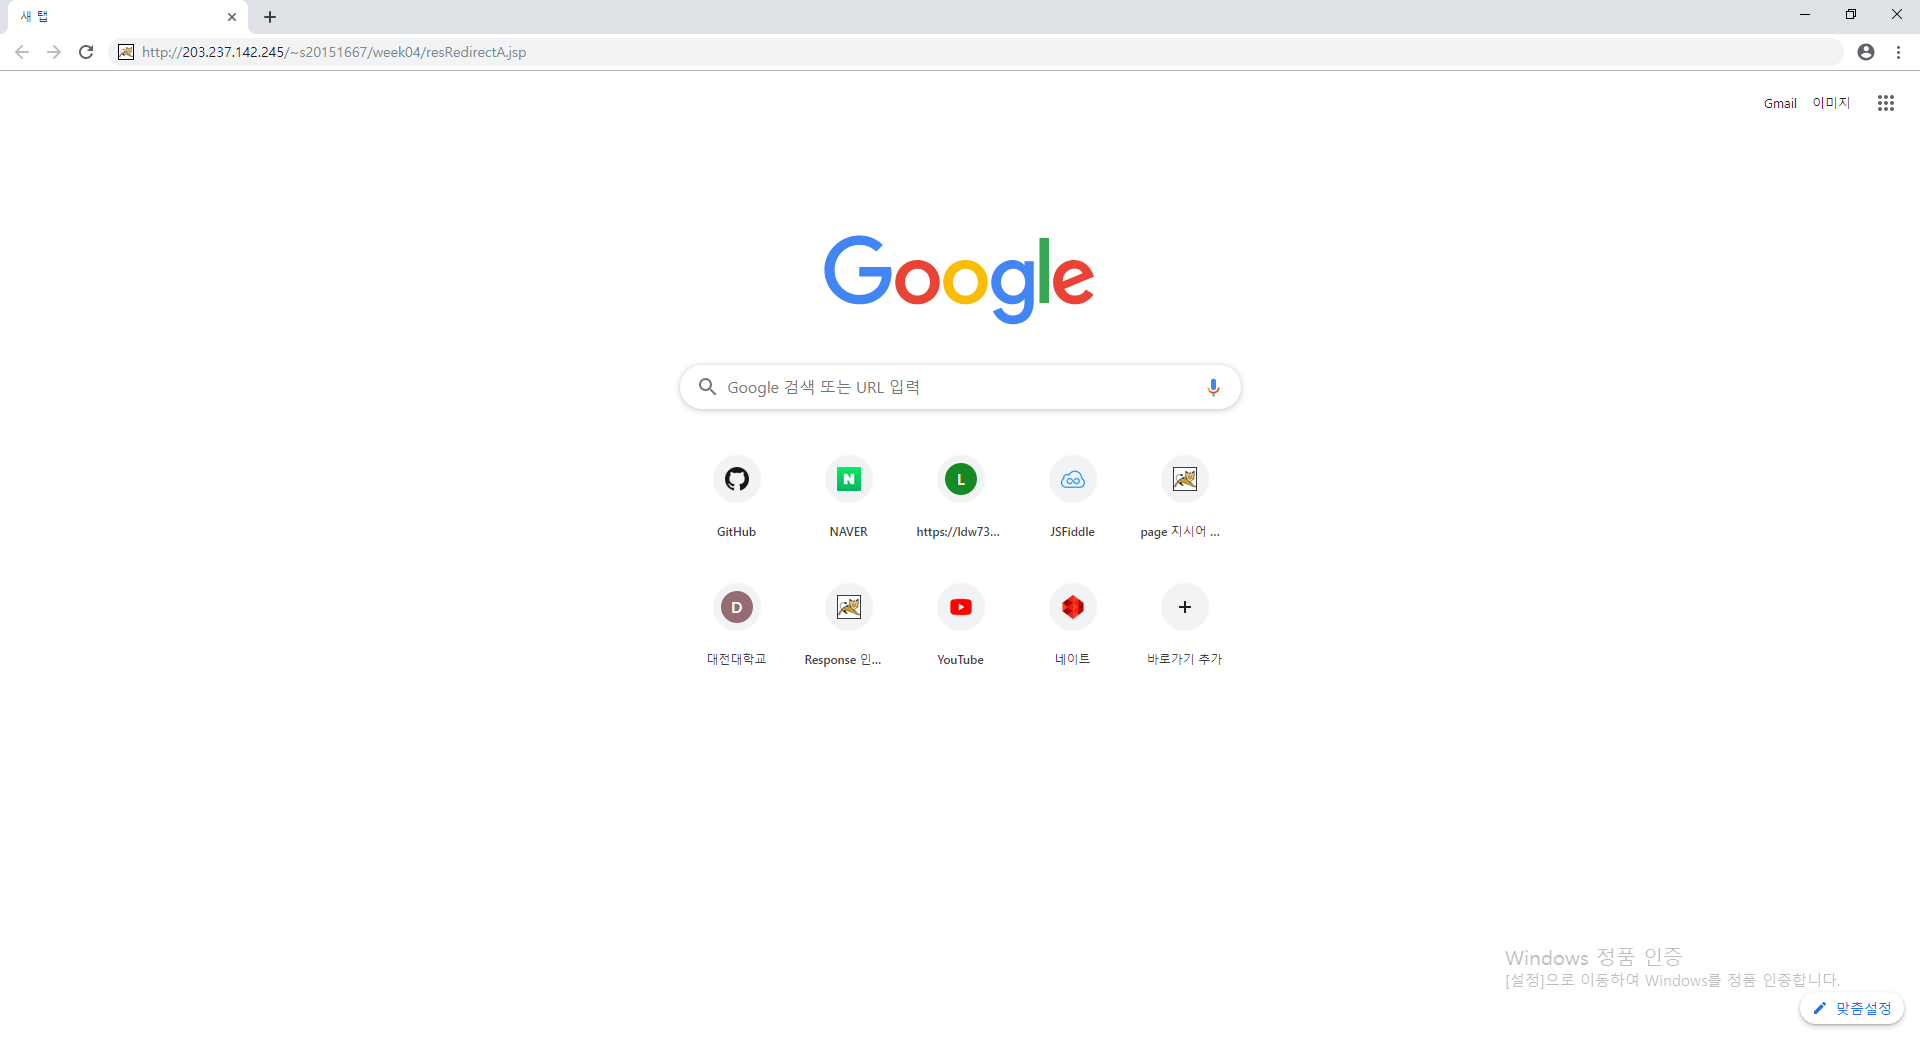 새 탭
http://203.237.142.245/~s20151667/week04/resRedirectA.jsp
Gmail 이미지
Google
Google 검색 또는 URL 입력
GitHub NAVER L https://ldw73... JSFiddle page 지시어 ...
D 대전대학교 Response 인... YouTube 네이트 바로가기 추가
Windows 정품 인증
[설정]으로 이동하여 Windows를 정품 인증합니다.
맞춤설정